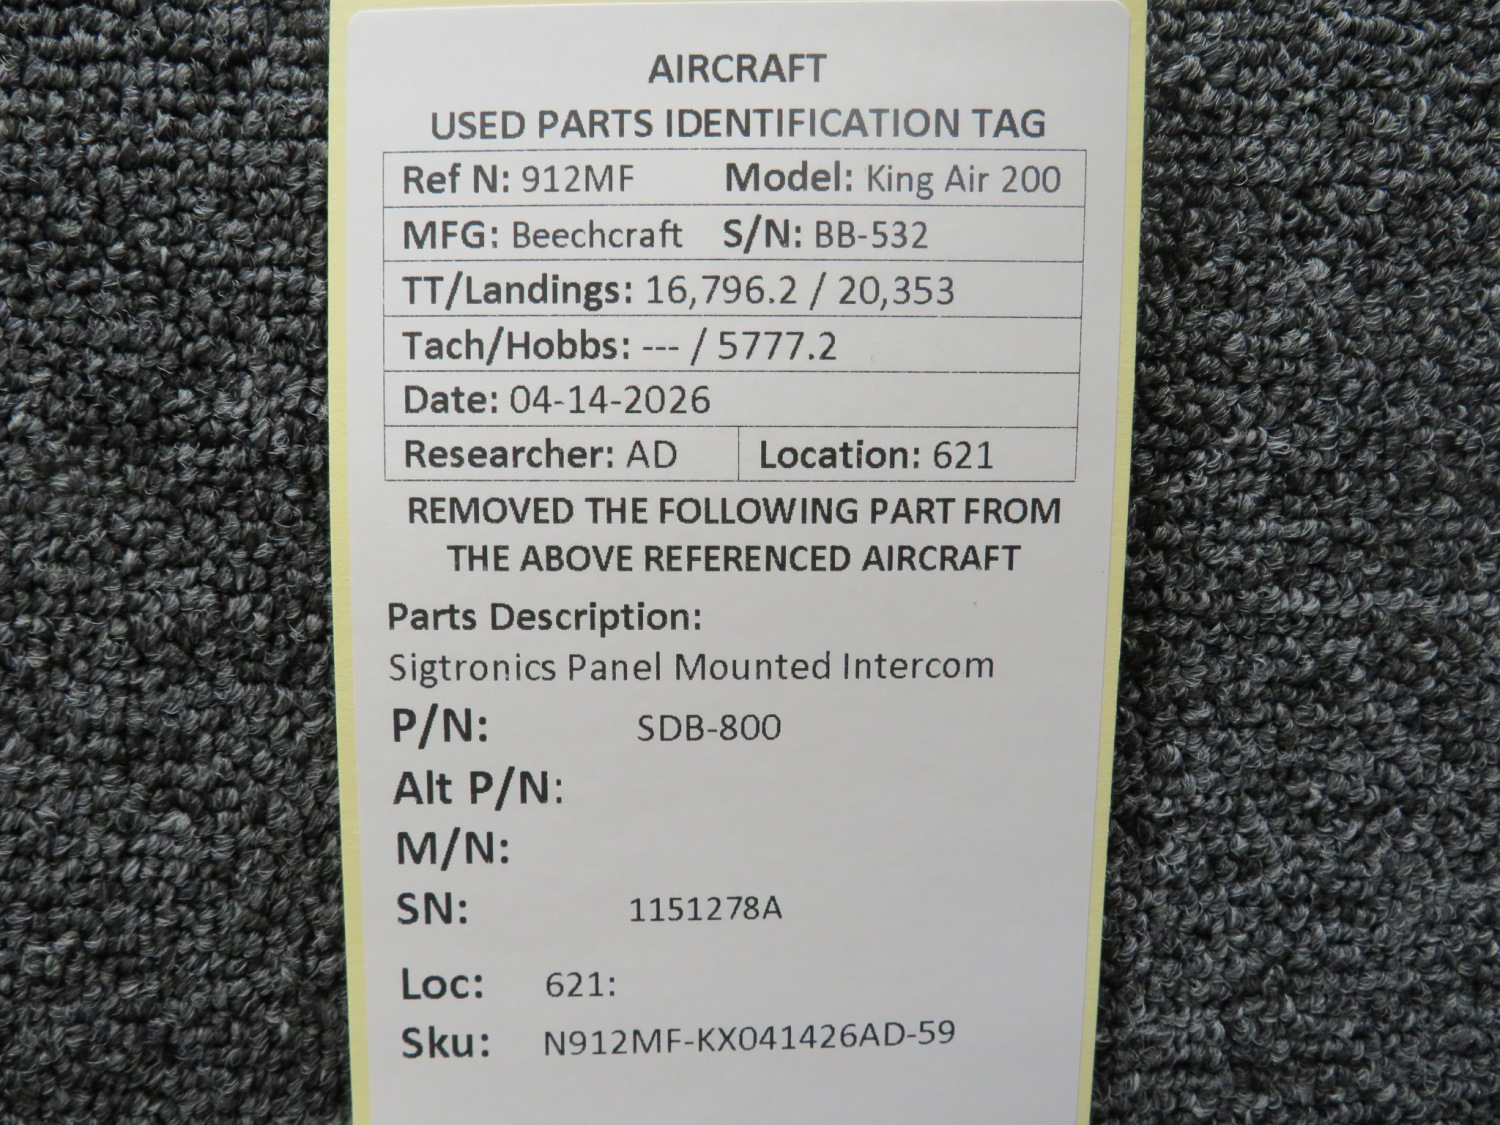 AIRCRAFT
USED PARTS IDENTIFICATION TAG
Ref N: 912MF Model: King Air 200
MFG: Beechcraft S/N: BB-532
TT/Landings: 16,796.2 / 20,353
Tach/Hobbs: --- / 5777.2
Date: 04-14-2026
Researcher: AD Location: 621
REMOVED THE FOLLOWING PART FROM
THE ABOVE REFERENCED AIRCRAFT
Parts Description:
Sigtronics Panel Mounted Intercom
P/N: SDB-800
Alt P/N:
M/N:
SN: 1151278A
Loc: 621:
Sku: N912MF-KX041426AD-59